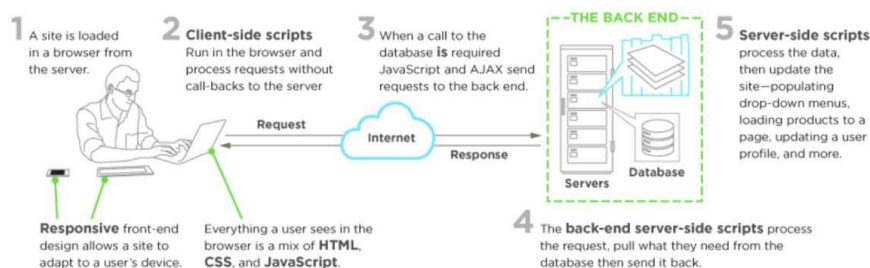 1 A site is loaded
in a browser from
the server.
2 Client-side scripts
Run in the browser and
process requests without
call-backs to the server
3 When a call to the
database is required
JavaScript and AJAX send
requests to the back end.
THE BACK END
5 Server-side scripts
process the data,
then update the
site—populating
drop-down menus,
loading products to a
page, updating a user
profile, and more.
Request
Internet
Response
Servers
Database
Responsive front-end
design allows a site to
adapt to a user's device.
Everything a user sees in the
browser is a mix of HTML,
CSS, and JavaScript.
4 The back-end server-side scripts process
the request, pull what they need from the
database then send it back.